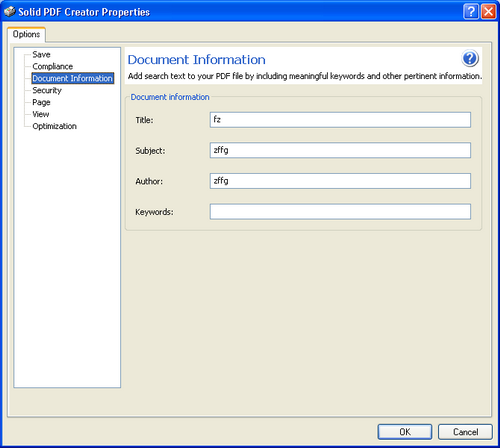 Solid PDF Creator Properties
Options
Save
Compliance
Document Information
Security
Page
View
Optimization
Document Information
Add search text to your PDF file by including meaningful keywords and other pertinent information.
Document information
Title: fz
Subject: zffg
Author: zffg
Keywords:
OK Cancel